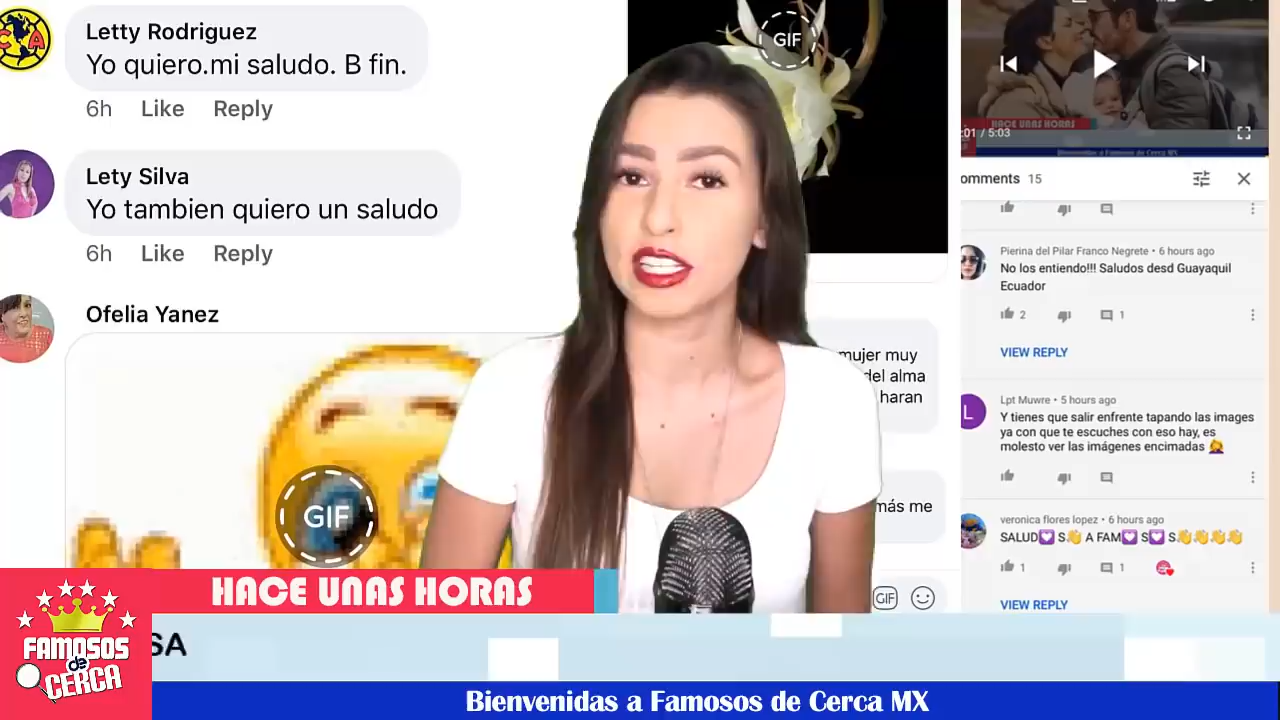 Letty Rodriguez
Yo quiero.mi saludo. B fin.
6h Like Reply
Lety Silva
Yo tambien quiero un saludo
6h Like Reply
Ofelia Yanez
GIF
GIF
mujer muy
del alma
haran
más me
GIF
HACE UNAS HORAS
:01 / 5:03
Bienvenidas a Famosos de Cerca MX
omments 15
Pierina del Pilar Franco Negrete • 6 hours ago
No los entiendo!!! Saludos desd Guayaquil
Ecuador
2 1
VIEW REPLY
L
Lpt Muwre • 5 hours ago
Y tienes que salir enfrente tapando las images
ya con que te escuches con eso hay, es
molesto ver las imágenes encimadas 🤦‍♀️
veronica flores lopez • 6 hours ago
SALUD💟 S👏 A FAM💟 S💟 S👏👏👏👏
1 1
VIEW REPLY
HACE UNAS HORAS
SA
FAMOSOS
de
CERCA
Bienvenidas a Famosos de Cerca MX